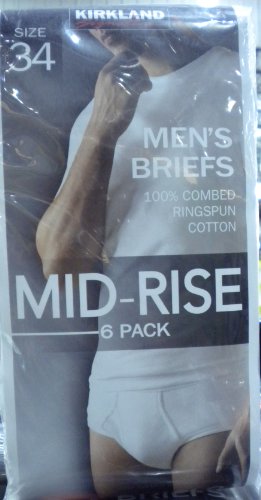 KIRKLAND
SIZE
34
MEN'S
BRIEFS
100% COMBED
RINGSPUN
COTTON
MID-RISE
6 PACK